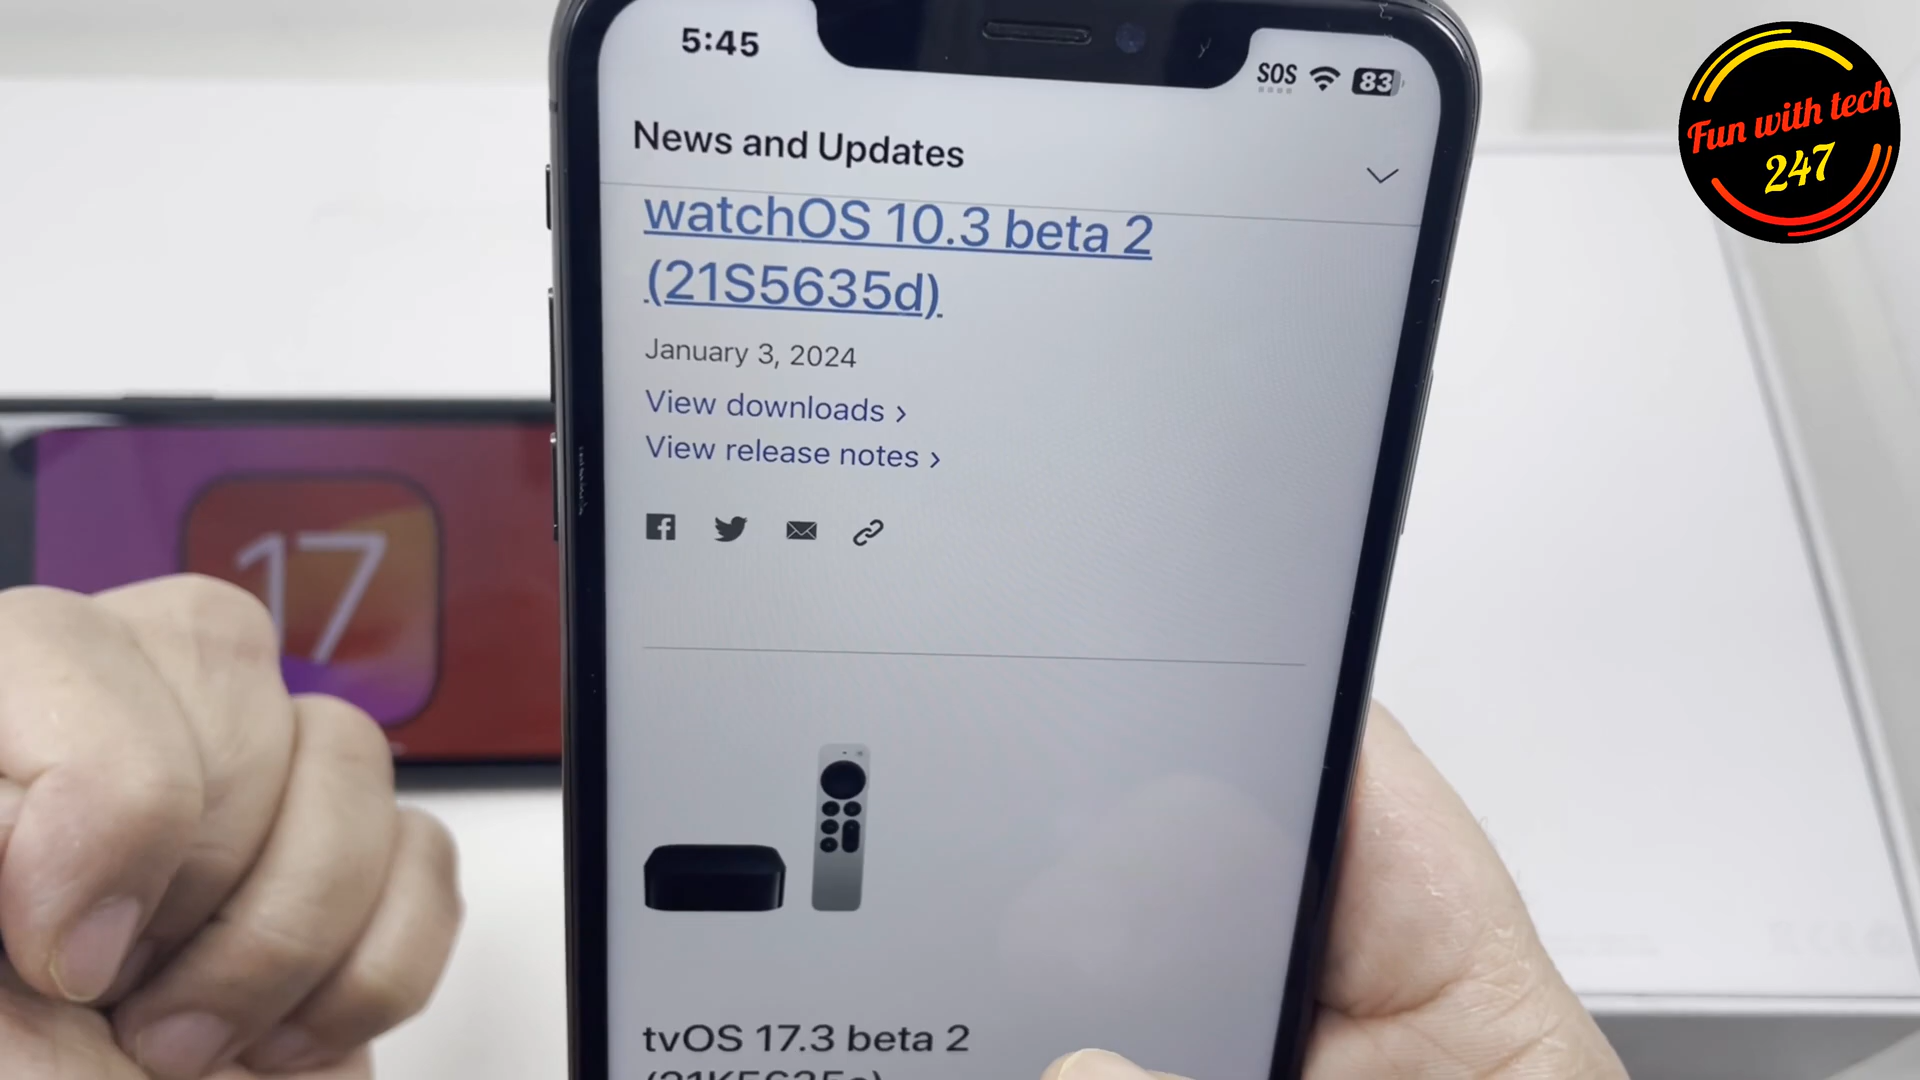 5:45
SOS
83
News and Updates
watchOS 10.3 beta 2
(21S5635d)
January 3, 2024
View downloads >
View release notes >
tvOS 17.3 beta 2
17
Fun with tech
247